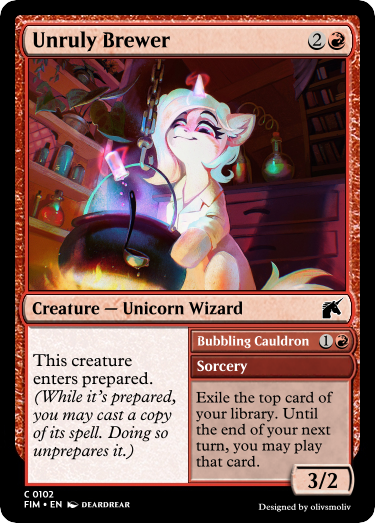 Unruly Brewer 2
Creature — Unicorn Wizard
This creature
enters prepared.
(While it's prepared,
you may cast a copy
of its spell. Doing so
unprepares it.)
Bubbling Cauldron 1
Sorcery
Exile the top card of
your library. Until
the end of your next
turn, you may play
that card.
3/2
C 0102
FIM • EN DEARDREAR
Designed by olivsmoliv